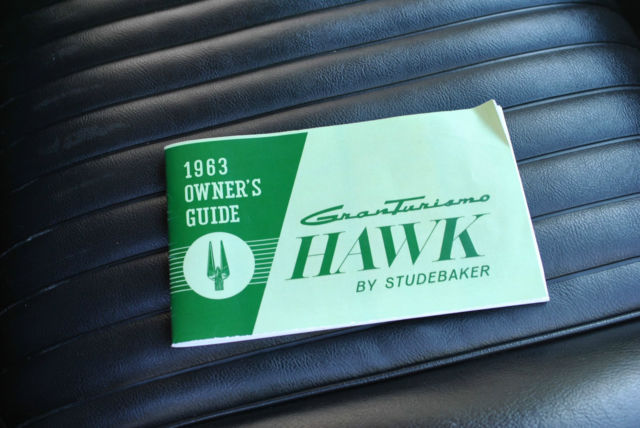 1963
OWNER'S
GUIDE
Gran Turismo
HAWK
BY STUDEBAKER